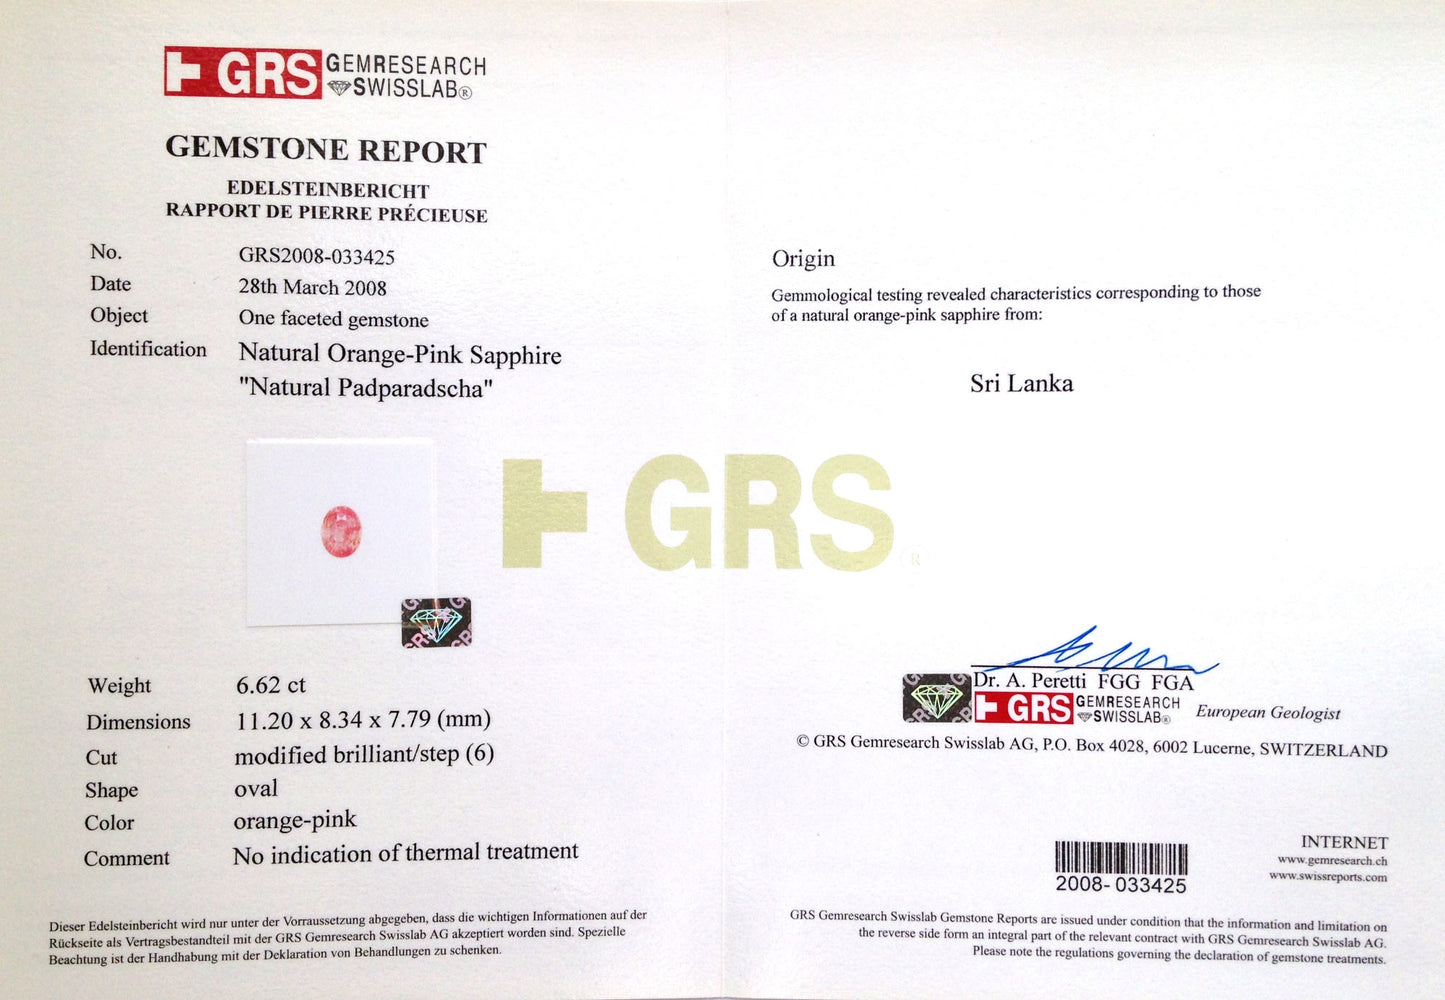 GRS GEMRESEARCH
SWISSLAB®
GEMSTONE REPORT
EDELSTEINBERICHT
RAPPORT DE PIERRE PRÉCIEUSE
No. GRS2008-033425
Date 28th March 2008
Object One faceted gemstone
Identification Natural Orange-Pink Sapphire
"Natural Padparadscha"
Weight 6.62 ct
Dimensions 11.20 x 8.34 x 7.79 (mm)
Cut modified brilliant/step (6)
Shape oval
Color orange-pink
Comment No indication of thermal treatment
Dieser Edelsteinbericht wird nur unter der Vorraussetzung abgegeben, dass die wichtigen Informationen auf der
Rückseite als Vertragsbestandteil mit der GRS Gemresearch Swisslab AG akzeptiert worden sind. Spezielle
Beachtung ist der Handhabung mit der Deklaration von Behandlungen zu schenken.
GRS ®
Origin
Gemmological testing revealed characteristics corresponding to those
of a natural orange-pink sapphire from:
Sri Lanka
Dr. A. Peretti FGG FGA
GRS GEMRESEARCH
SWISSLAB®
European Geologist
© GRS Gemresearch Swisslab AG, P.O. Box 4028, 6002 Lucerne, SWITZERLAND
INTERNET
www.gemresearch.ch
www.swissreports.com
2008-033425
GRS Gemresearch Swisslab Gemstone Reports are issued under condition that the information and limitation on
the reverse side form an integral part of the relevant contract with GRS Gemresearch Swisslab AG.
Please note the regulations governing the declaration of gemstone treatments.